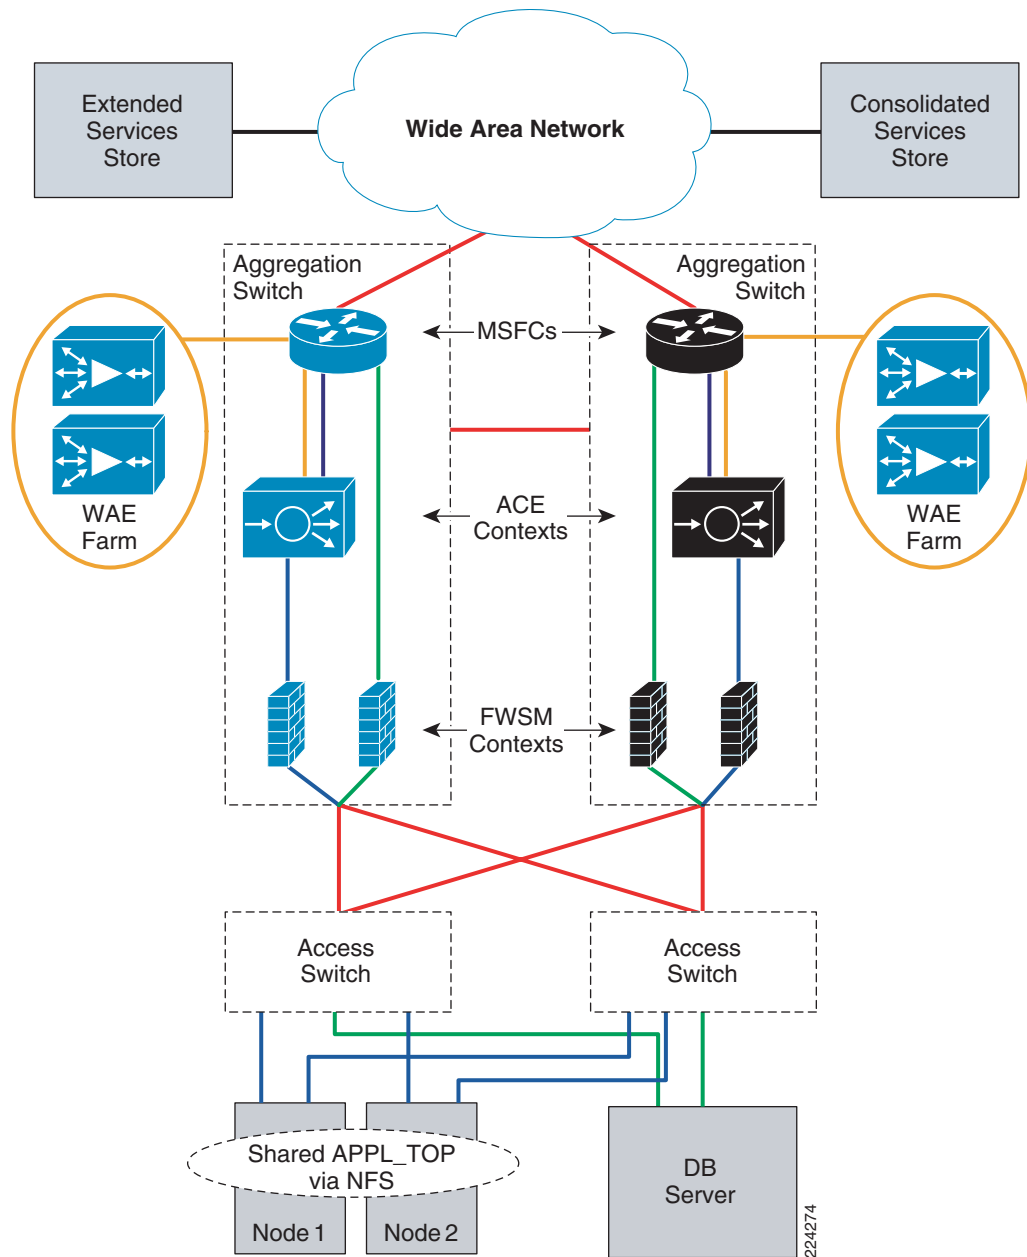 Extended
Services
Store
Wide Area Network
Consolidated
Services
Store
Aggregation
Switch
Aggregation
Switch
MSFCs
WAE
Farm
ACE
Contexts
WAE
Farm
FWSM
Contexts
Access
Switch
Access
Switch
Shared APPL_TOP
via NFS
Node 1
Node 2
DB
Server
224274